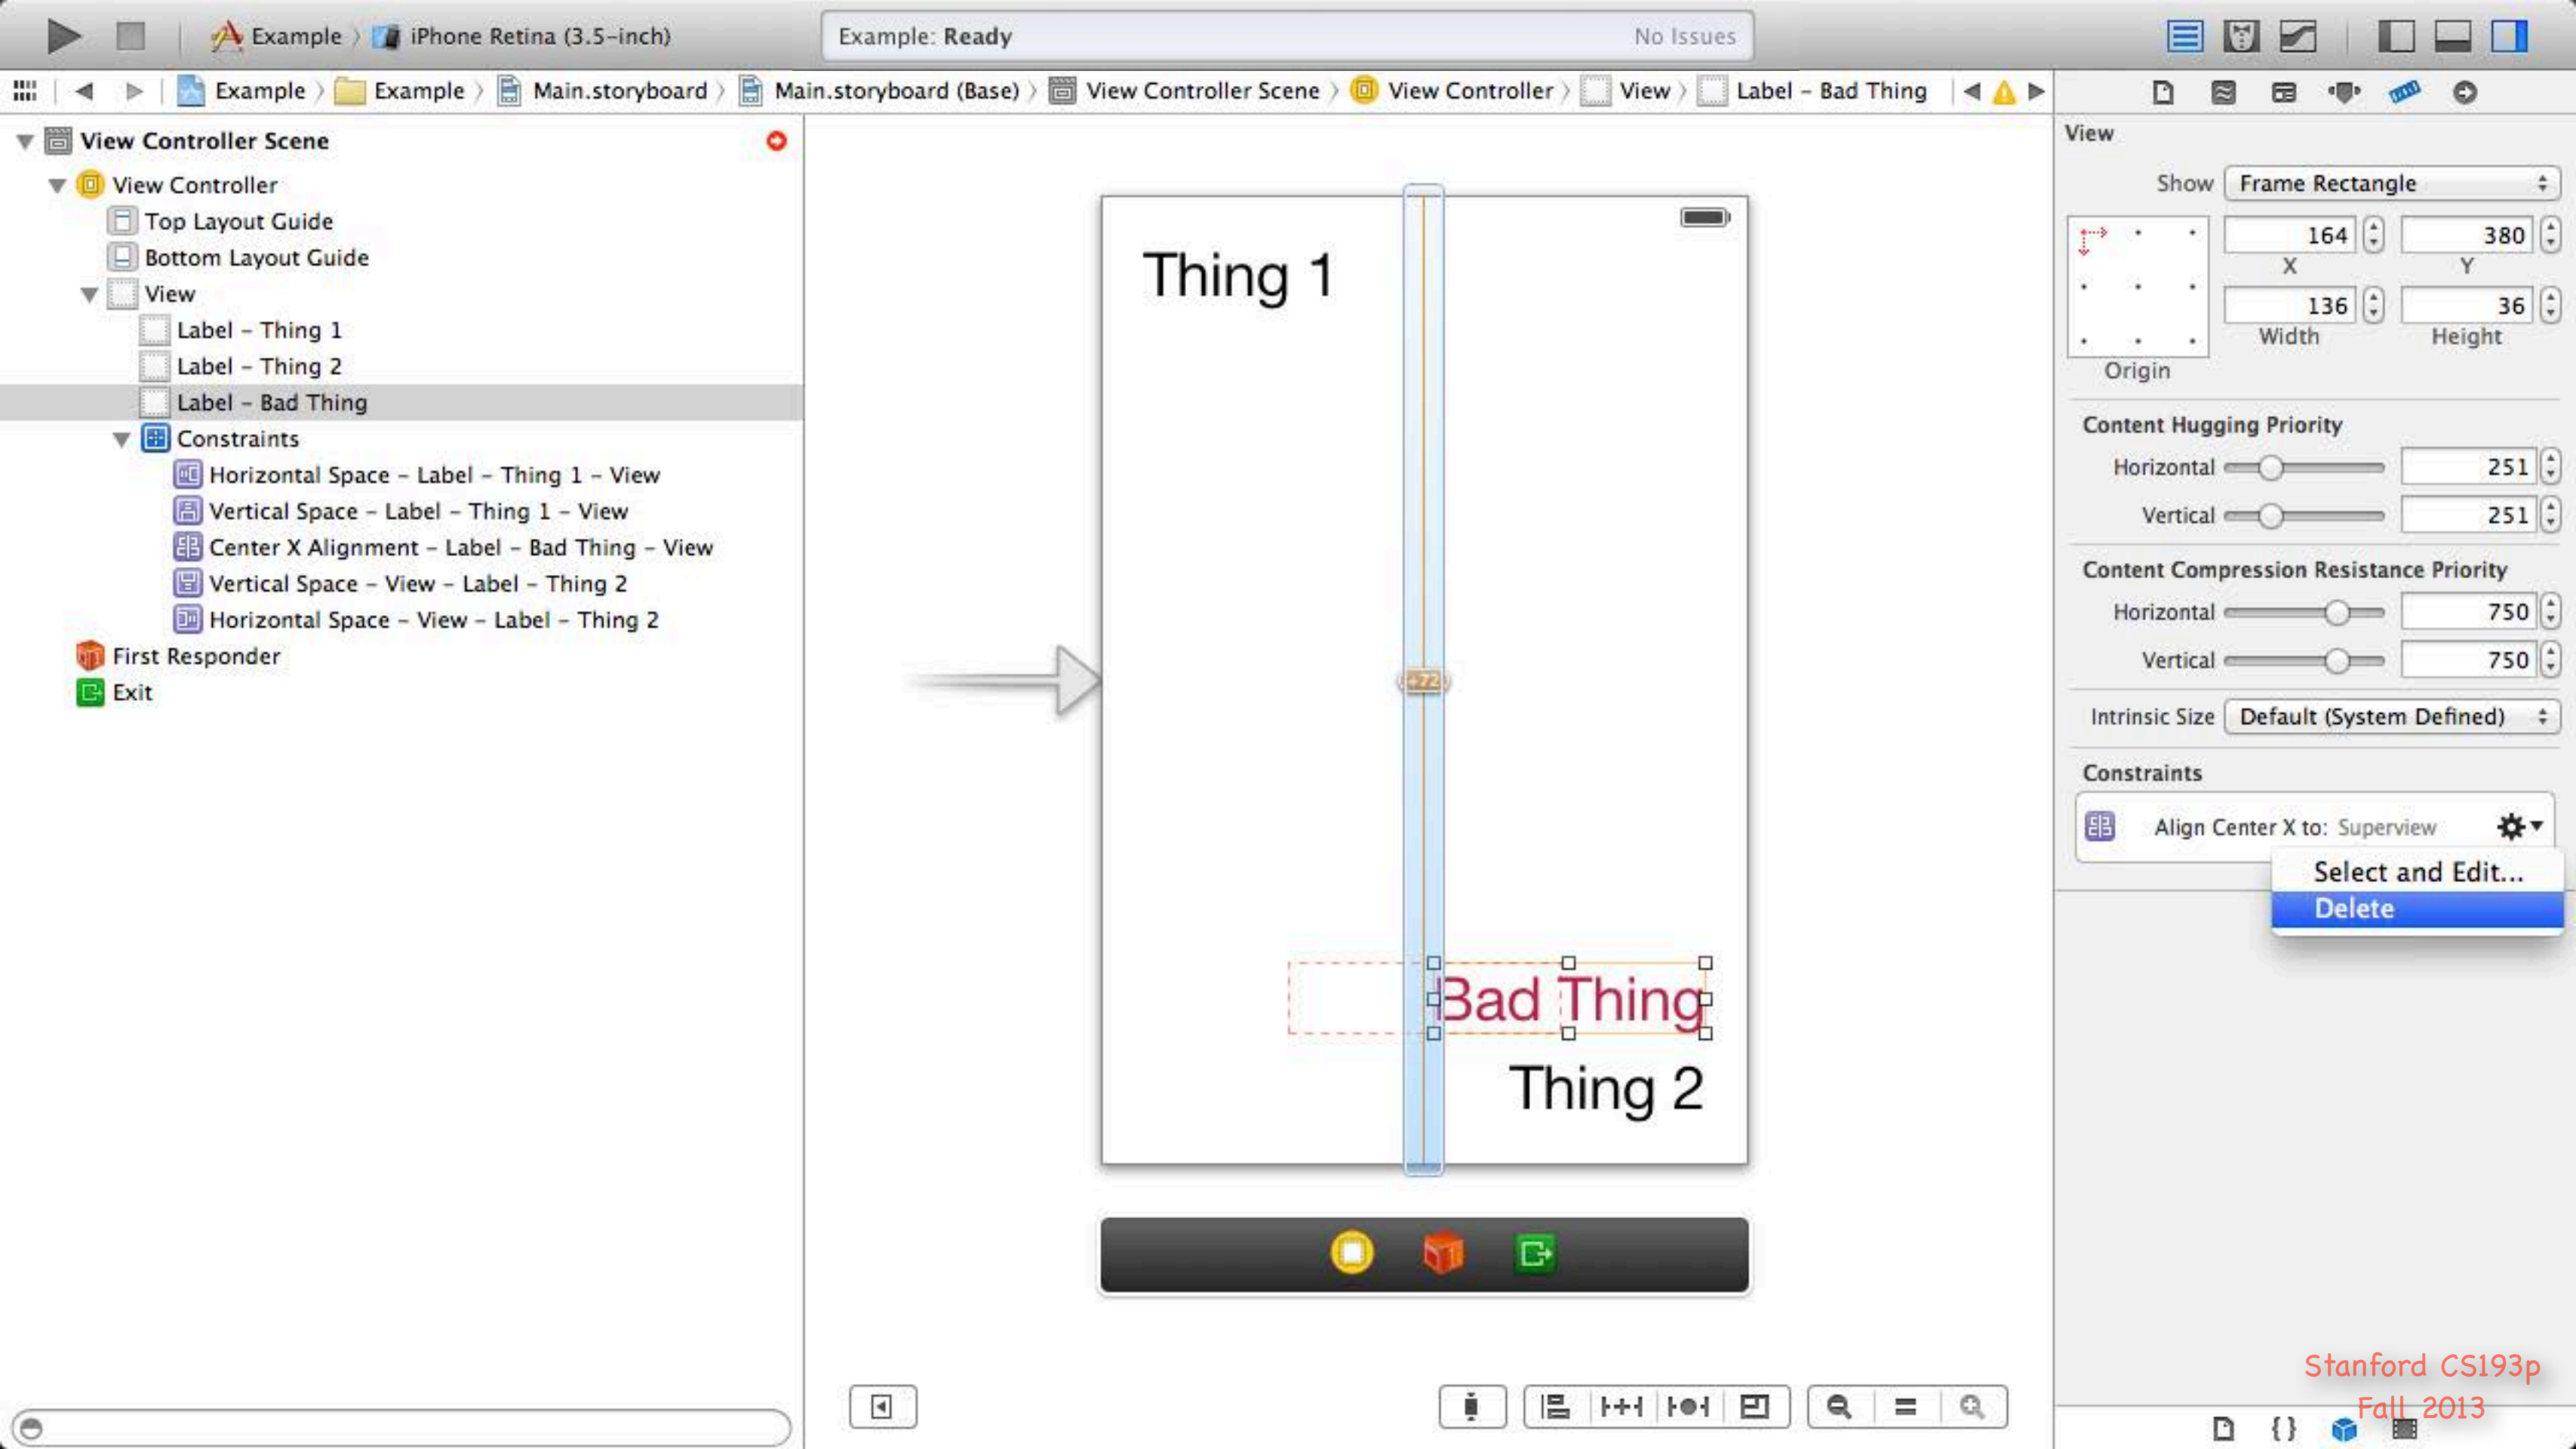 Example 〉 iPhone Retina (3.5-inch)
Example: Ready
No Issues
Example 〉 Example 〉 Main.storyboard 〉 Main.storyboard (Base) 〉 View Controller Scene 〉 View Controller 〉 View 〉 Label – Bad Thing
View Controller Scene
View Controller
Top Layout Guide
Bottom Layout Guide
View
Label – Thing 1
Label – Thing 2
Label – Bad Thing
Constraints
Horizontal Space – Label – Thing 1 – View
Vertical Space – Label – Thing 1 – View
Center X Alignment – Label – Bad Thing – View
Vertical Space – View – Label – Thing 2
Horizontal Space – View – Label – Thing 2
First Responder
Exit
Thing 1
+72
Bad Thing
Thing 2
View
Show Frame Rectangle
164 380
X Y
136 36
Width Height
Origin
Content Hugging Priority
Horizontal 251
Vertical 251
Content Compression Resistance Priority
Horizontal 750
Vertical 750
Intrinsic Size Default (System Defined)
Constraints
Align Center X to: Superview
Select and Edit...
Delete
Stanford CS193p
Fall 2013